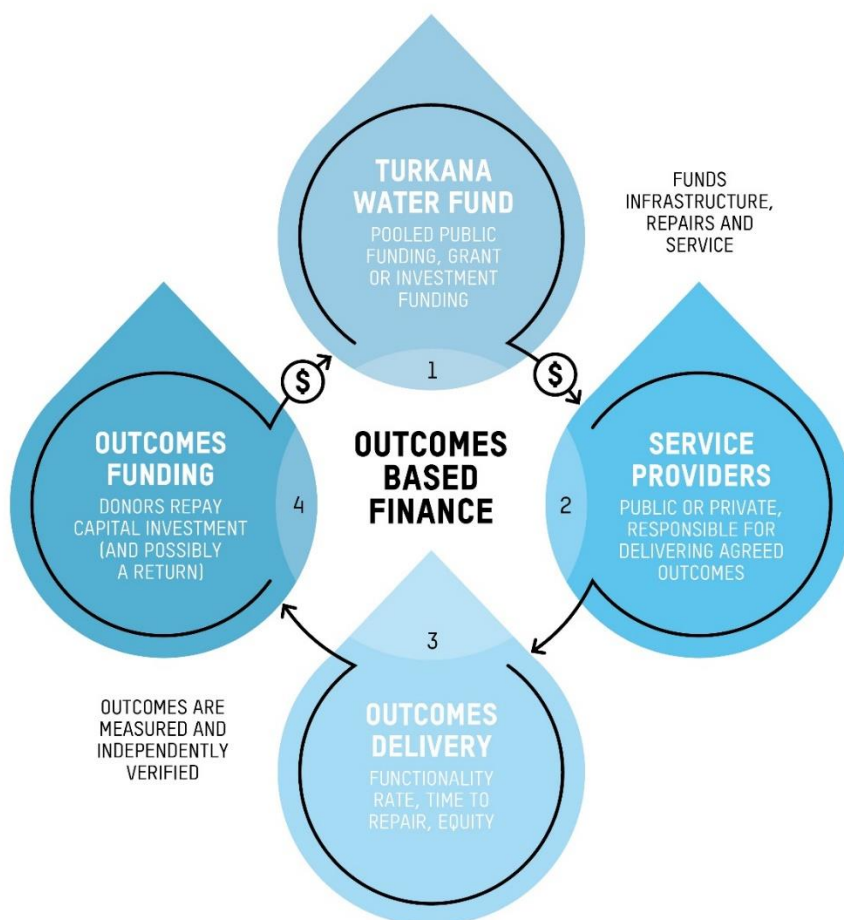 TURKANA
WATER FUND
POOLED PUBLIC
FUNDING, GRANT
OR INVESTMENT
FUNDING
1
FUNDS
INFRASTRUCTURE,
REPAIRS AND
SERVICE
$
$
OUTCOMES
BASED
FINANCE
SERVICE
PROVIDERS
PUBLIC OR PRIVATE,
RESPONSIBLE FOR
DELIVERING AGREED
OUTCOMES
2
3
OUTCOMES
DELIVERY
FUNCTIONALITY
RATE, TIME TO
REPAIR, EQUITY
OUTCOMES ARE
MEASURED AND
INDEPENDENTLY
VERIFIED
OUTCOMES
FUNDING
DONORS REPAY
CAPITAL INVESTMENT
(AND POSSIBLY
A RETURN)
4